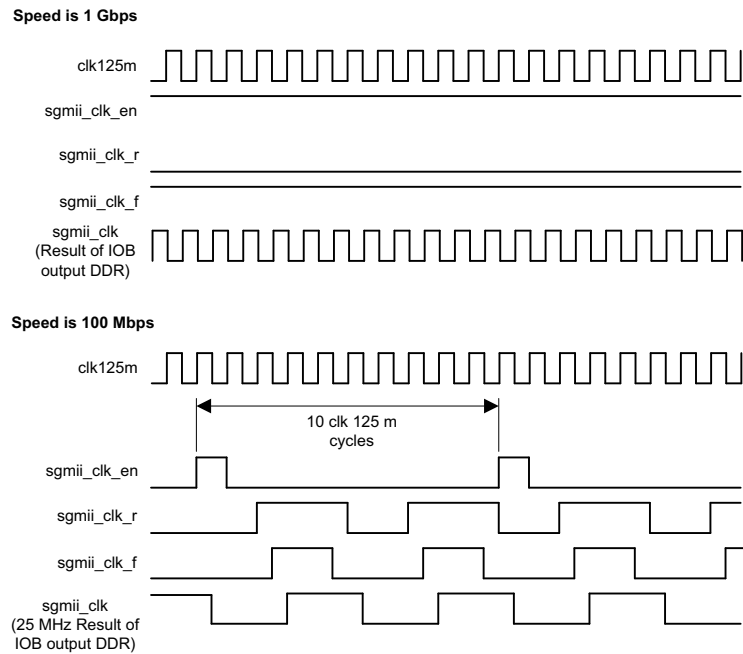 Speed is 1 Gbps
clk125m
sgmii_clk_en
sgmii_clk_r
sgmii_clk_f
sgmii_clk
(Result of IOB
output DDR)
Speed is 100 Mbps
clk125m
10 clk 125 m
cycles
sgmii_clk_en
sgmii_clk_r
sgmii_clk_f
sgmii_clk
(25 MHz Result of
IOB output DDR)